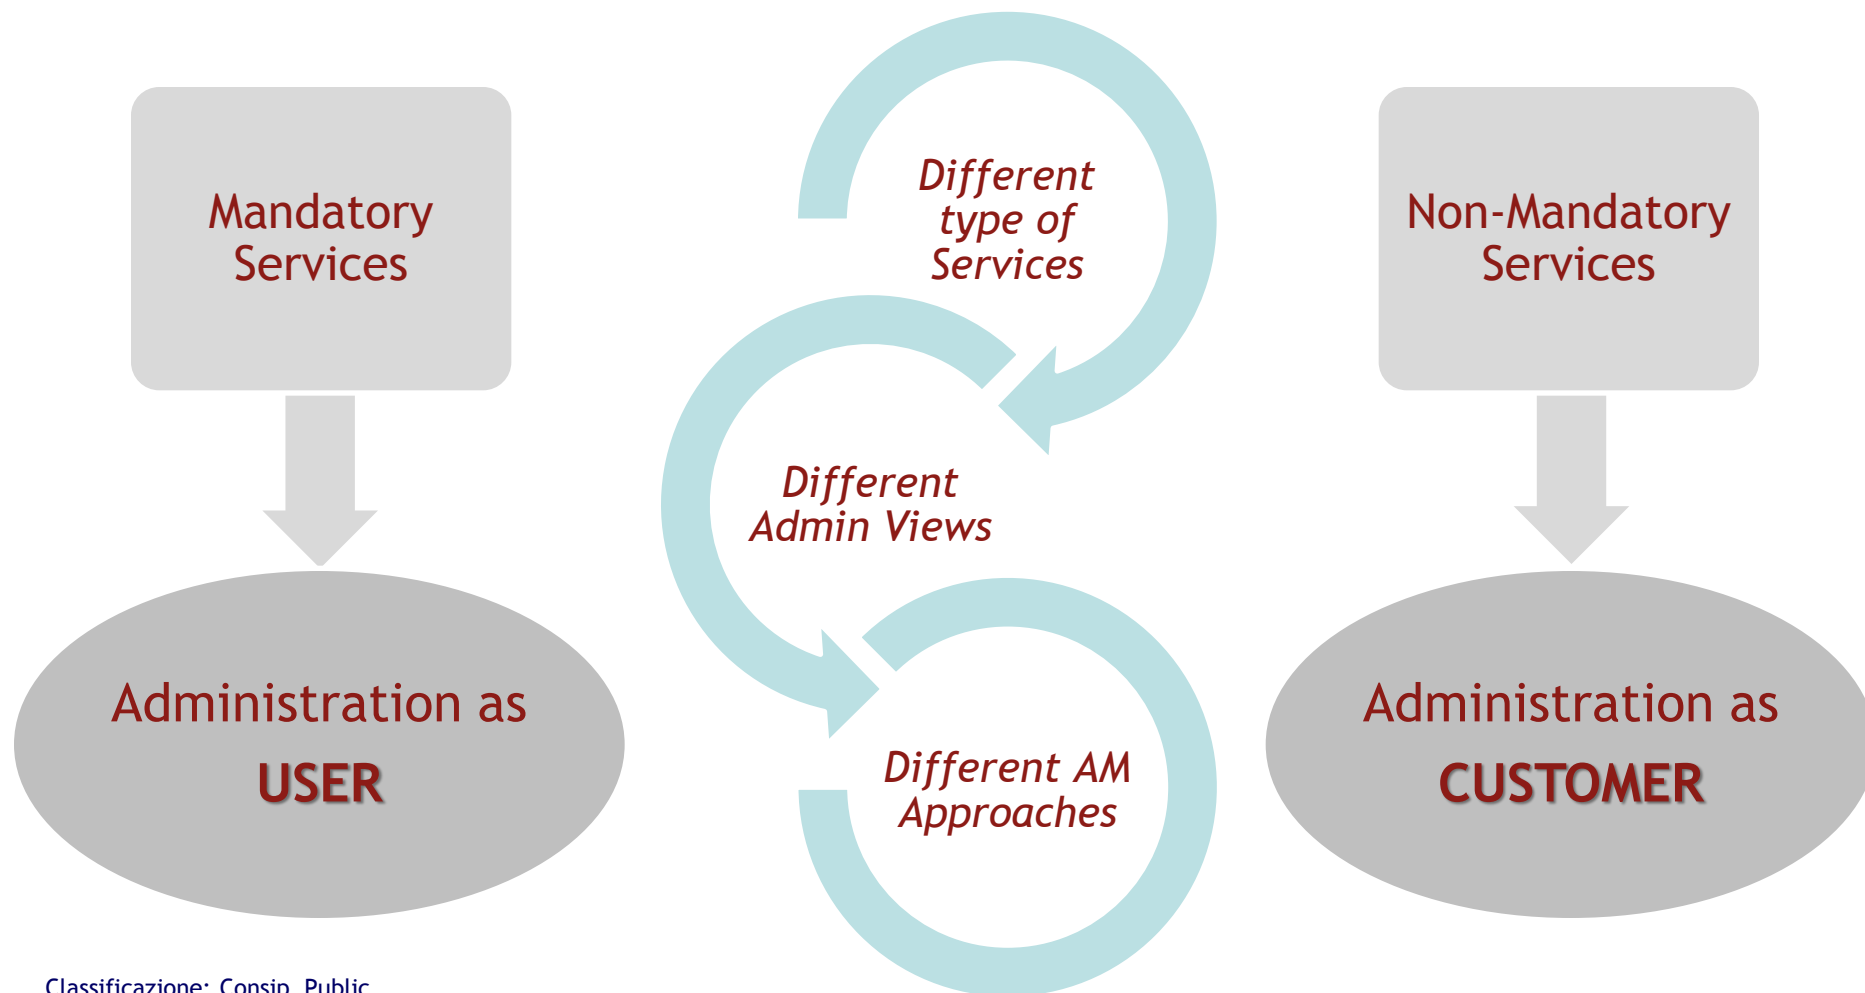 Mandatory
Services
Administration as
USER
Different
type of
Services
Different
Admin Views
Different AM
Approaches
Non-Mandatory
Services
Administration as
CUSTOMER
Classificazione: Consip Public